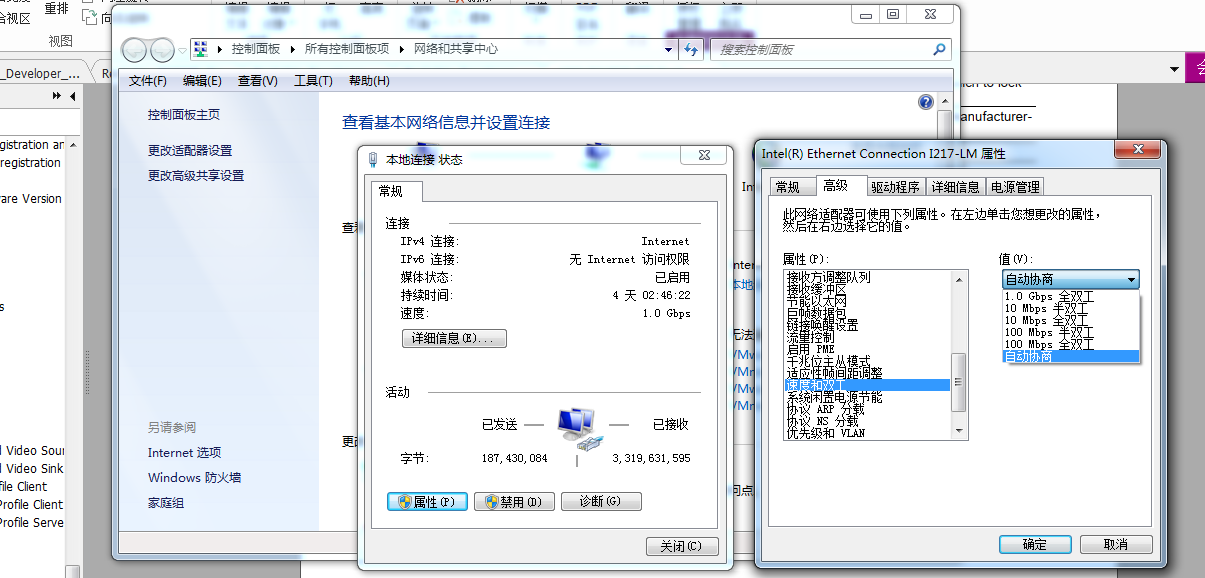 重排
合视区
视图
_Developer_...
gistration an
registration
are Version
s
d Video Sour
d Video Sink
file Client
Profile Client
Profile Serve
控制面板
所有控制面板项
网络和共享中心
搜索控制面板
文件(F) 编辑(E) 查看(V) 工具(T) 帮助(H)
控制面板主页
更改适配器设置
更改高级共享设置
另请参阅
Internet 选项
Windows 防火墙
家庭组
查看基本网络信息并设置连接
anufacturer-
本地连接 状态
常规
连接
IPv4 连接: Internet
IPv6 连接: 无 Internet 访问权限
媒体状态: 已启用
持续时间: 4 天 02:46:22
速度: 1.0 Gbps
详细信息(E)...
活动
已发送 — — 已接收
字节: 187,430,084 3,319,631,595
属性(P) 禁用(D) 诊断(G)
关闭(C)
Intel(R) Ethernet Connection I217-LM 属性
常规 高级 驱动程序 详细信息 电源管理
此网络适配器可使用下列属性。在左边单击您想更改的属性，
然后在右边选择它的值。
属性(P):
接收方调整队列
接收缓冲区
节能以太网
巨帧数据包
链接唤醒设置
流量控制
启用 PME
千兆位主从模式
适应性帧间距调整
速度和双工
系统闲置电源节能
协议 ARP 分载
协议 NS 分载
优先级和 VLAN
值(V):
自动协商
1.0 Gbps 全双工
10 Mbps 半双工
10 Mbps 全双工
100 Mbps 半双工
100 Mbps 全双工
自动协商
确定 取消